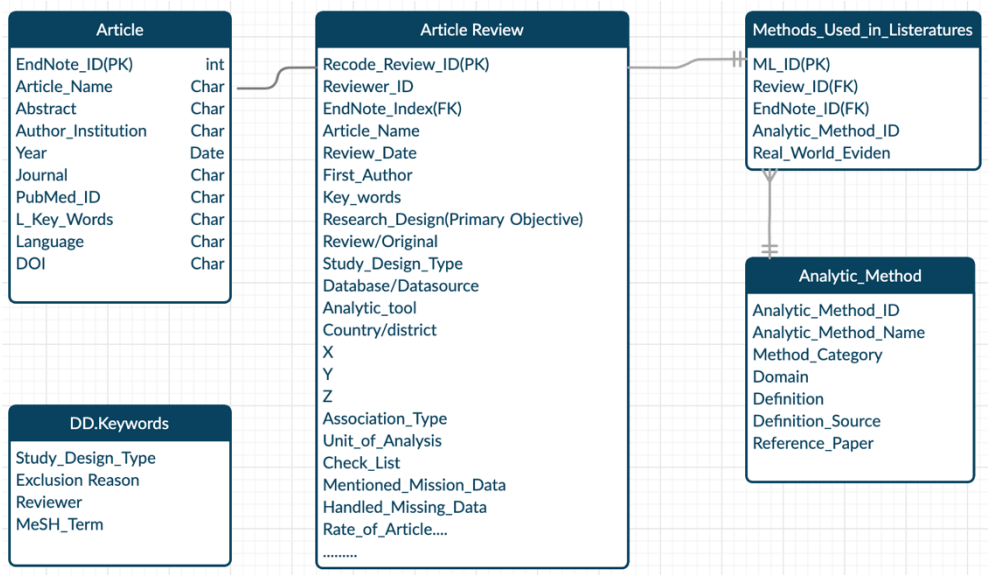 Article
EndNote_ID(PK) int
Article_Name Char
Abstract Char
Author_Institution Char
Year Date
Journal Char
PubMed_ID Char
L_Key_Words Char
Language Char
DOI Char
DD.Keywords
Study_Design_Type
Exclusion Reason
Reviewer
MeSH_Term
Article Review
Recode_Review_ID(PK)
Reviewer_ID
EndNote_Index(FK)
Article_Name
Review_Date
First_Author
Key_words
Research_Design(Primary Objective)
Review/Original
Study_Design_Type
Database/Datasource
Analytic_tool
Country/district
X
Y
Z
Association_Type
Unit_of_Analysis
Check_List
Mentioned_Mission_Data
Handled_Missing_Data
Rate_of_Article....
.........
Methods_Used_in_Listeratures
ML_ID(PK)
Review_ID(FK)
EndNote_ID(FK)
Analytic_Method_ID
Real_World_Eviden
Analytic_Method
Analytic_Method_ID
Analytic_Method_Name
Method_Category
Domain
Definition
Definition_Source
Reference_Paper